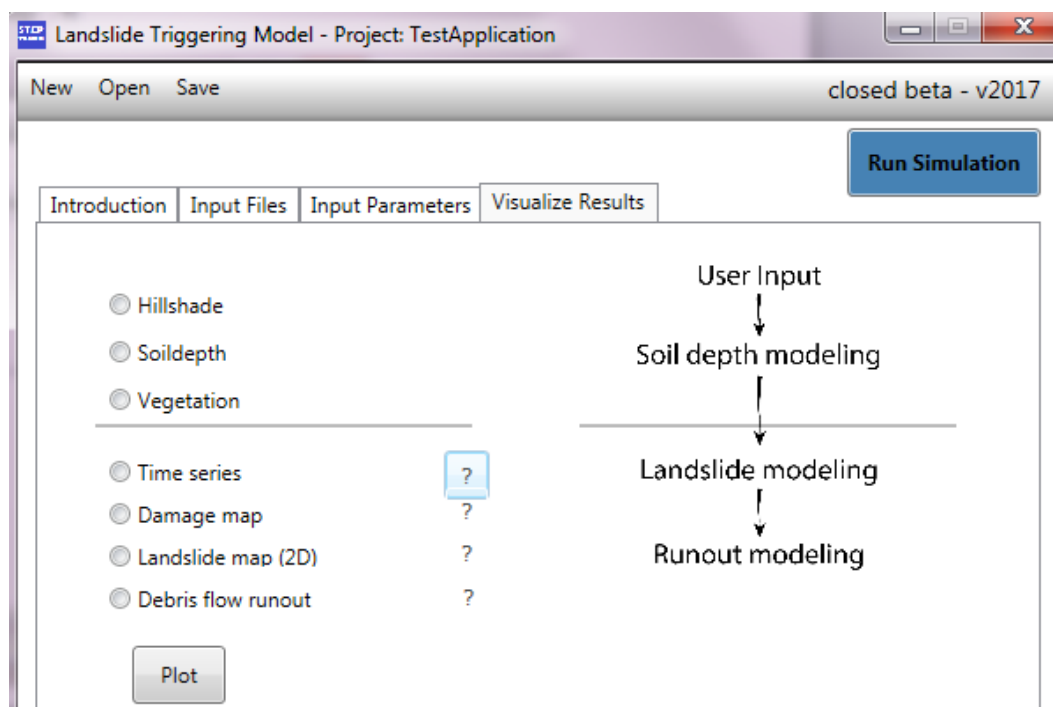 Landslide Triggering Model - Project: TestApplication
New Open Save closed beta - v2017
Run Simulation
Introduction Input Files Input Parameters Visualize Results
User Input
Hillshade
Soildepth
Soil depth modeling
Vegetation
Time series ?
Landslide modeling
Damage map ?
Landslide map (2D) ?
Runout modeling
Debris flow runout ?
Plot